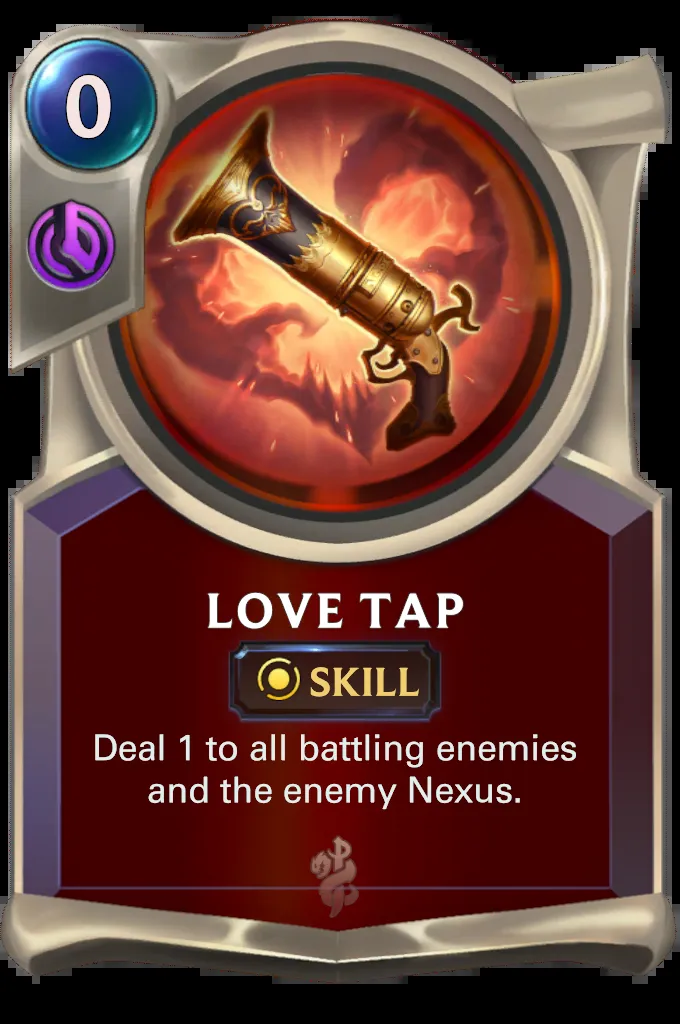 0
LOVE TAP
SKILL
Deal 1 to all battling enemies
and the enemy Nexus.